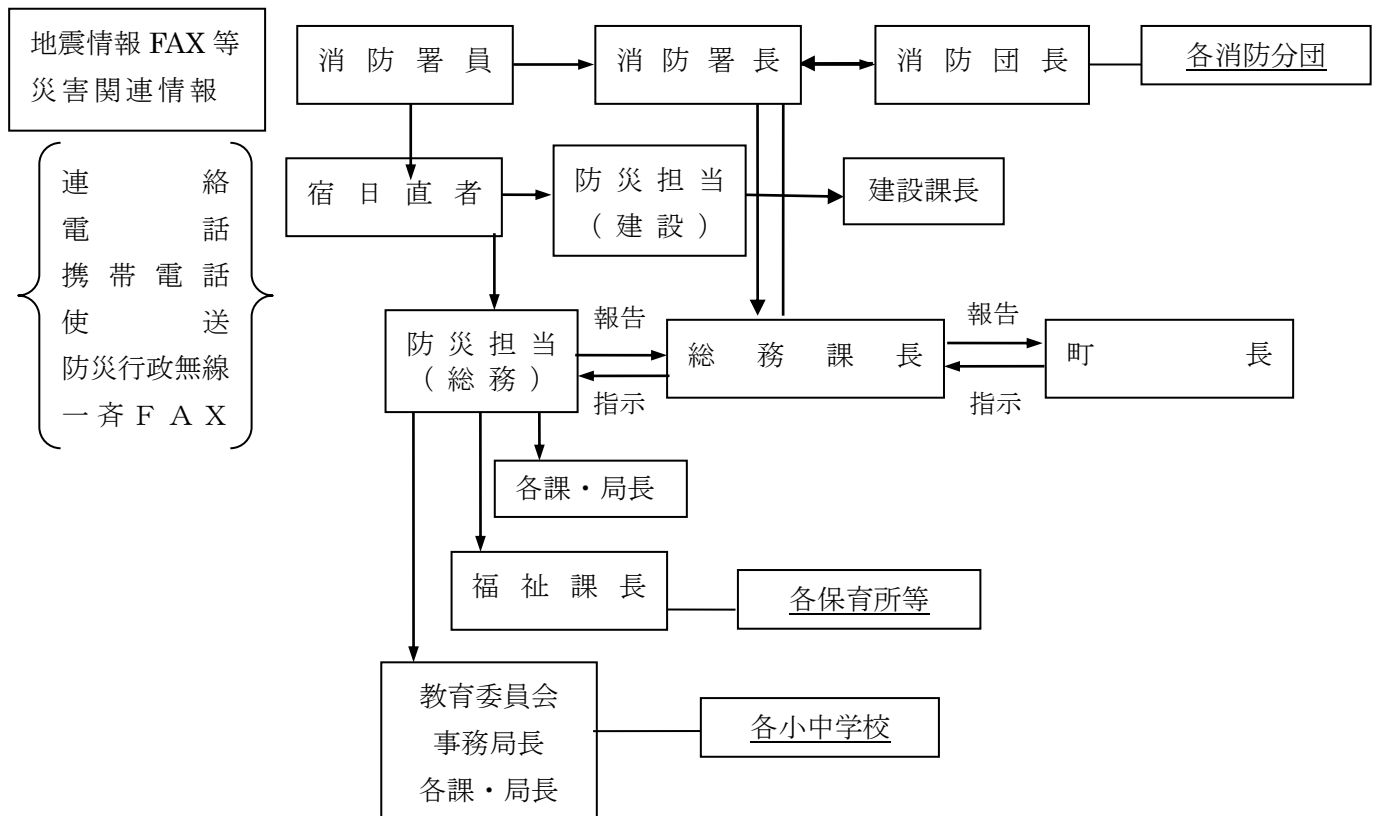 地震情報 FAX 等
災害関連情報
消防署員
消防署長
消防団長
各消防分団
連絡
電話
携帯電話
使送
防災行政無線
一斉ＦＡＸ
宿日直者
防災担当
（建設）
建設課長
防災担当
（総務）
報告
指示
総務課長
報告
指示
町長
各課・局長
福祉課長
各保育所等
教育委員会
事務局長
各課・局長
各小中学校